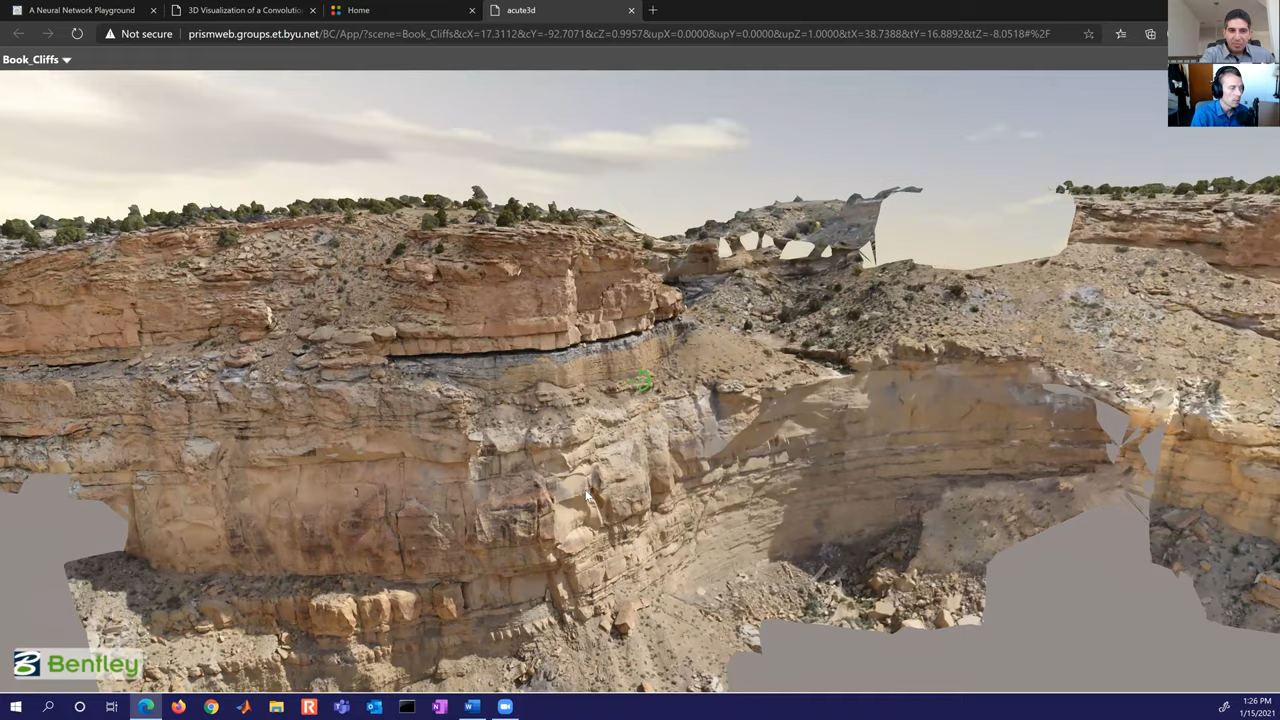 A Neural Network Playground
3D Visualization of a Convolutio
Home
acute3d
Not secure
prismweb.groups.et.byu.net/BC/App/?scene=Book_Cliffs&cX=17.3112&cY=-92.7071&cZ=0.9957&upX=0.0000&upY=0.0000&upZ=1.0000&tX=38.7388&tY=16.8892&tZ=-8.0518#%2F
Book_Cliffs
Bentley
1:26 PM
1/15/2021